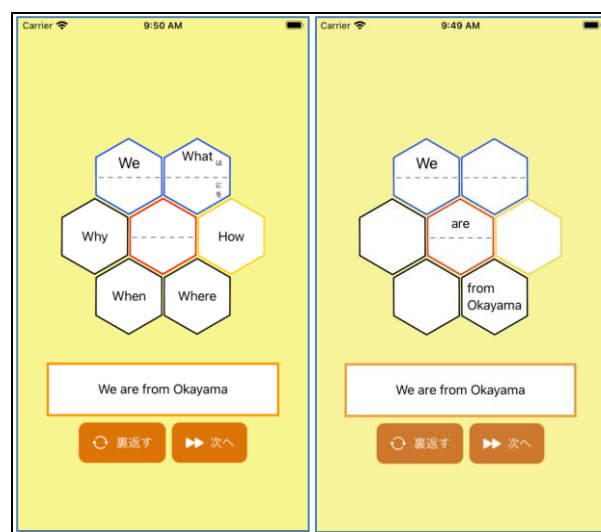 Carrier 9:50 AM
We
What は
に
を
Why
How
When
Where
We are from Okayama
裏返す
次へ
Carrier 9:49 AM
We
are
from
Okayama
We are from Okayama
裏返す
次へ